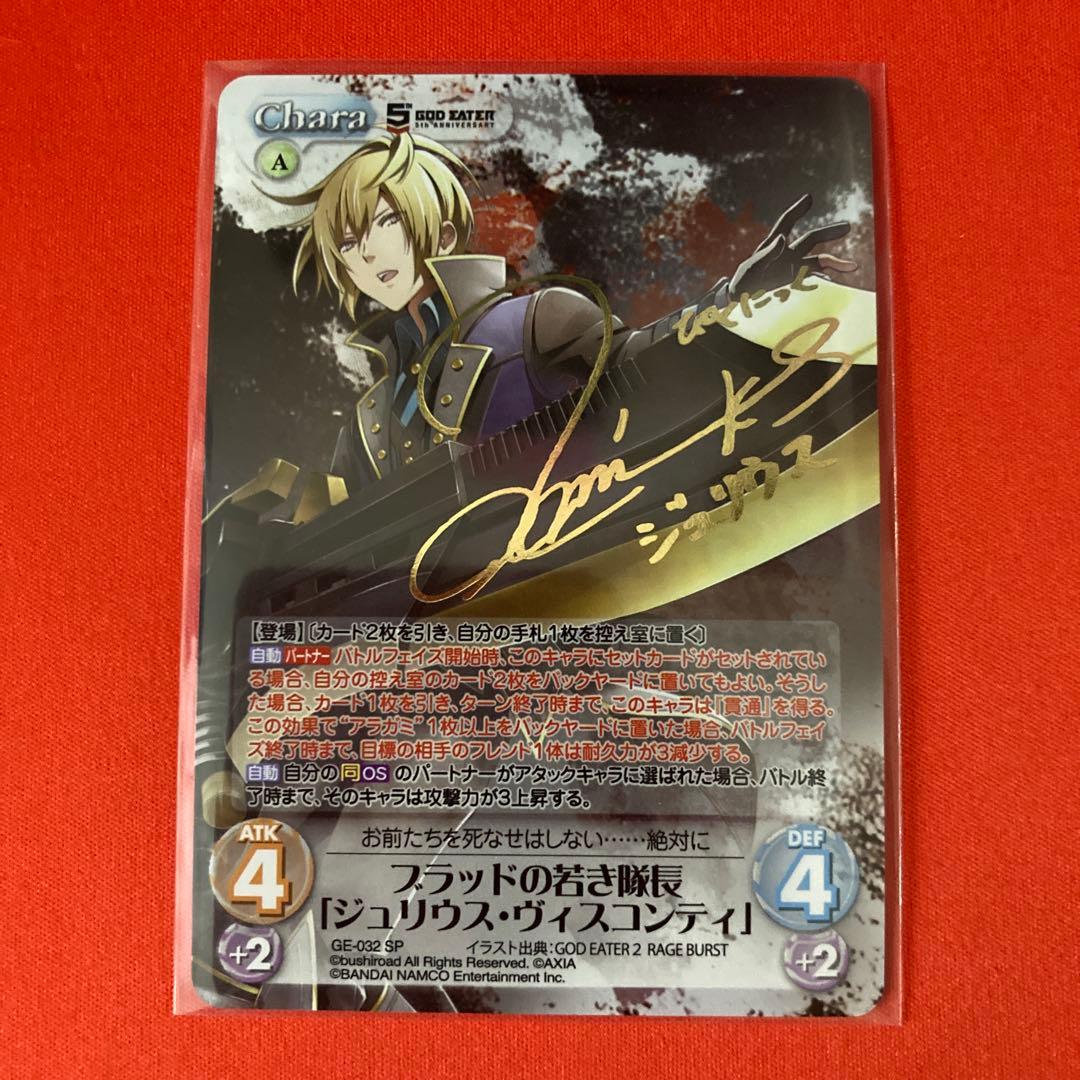 Chara
5TH GOD EATER
5th ANNIVERSARY
A
ぴくにっく
ジュリウス
【登場】〔カード2枚を引き、自分の手札1枚を控え室に置く〕
自動 パートナー バトルフェイズ開始時、このキャラにセットカードがセットされてい
る場合、自分の控え室のカード2枚をバックヤードに置いてもよい。そうし
た場合、カード1枚を引き、ターン終了時まで、このキャラは「貫通」を得る。
この効果で“アラガミ”1枚以上をバックヤードに置いた場合、バトルフェイ
ズ終了時まで、目標の相手のフレンド1体は耐久力が3減少する。
自動 自分の同OSのパートナーがアタックキャラに選ばれた場合、バトル終
了時まで、そのキャラは攻撃力が3上昇する。
ATK
4
+2
お前たちを死なせはしない……絶対に
ブラッドの若き隊長
「ジュリウス・ヴィスコンティ」
DEF
4
+2
GE-032 SP イラスト出典：GOD EATER 2 RAGE BURST
©bushiroad All Rights Reserved. ©AXIA
©BANDAI NAMCO Entertainment Inc.